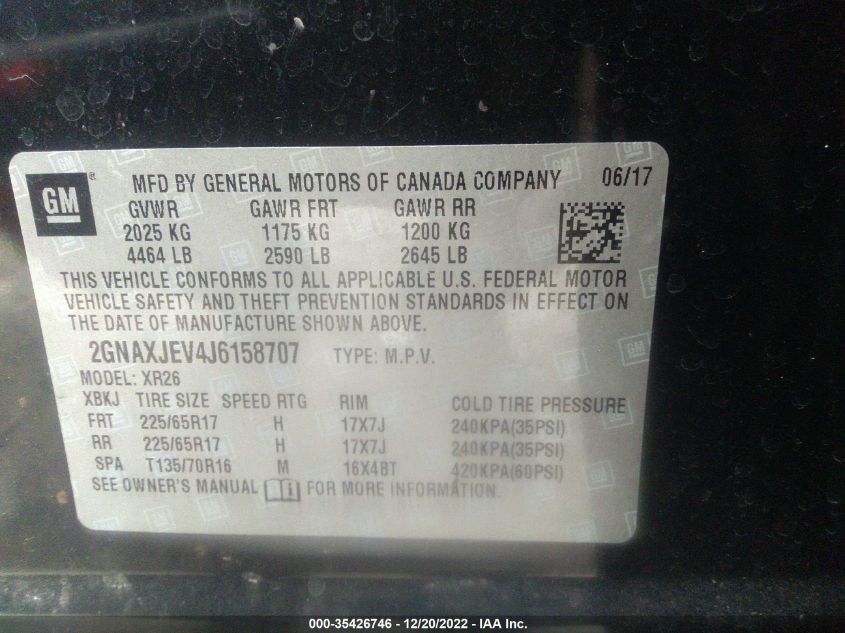 GM ® MFD BY GENERAL MOTORS OF CANADA COMPANY 06/17
GVWR GAWR FRT GAWR RR
2025 KG 1175 KG 1200 KG
4464 LB 2590 LB 2645 LB
THIS VEHICLE CONFORMS TO ALL APPLICABLE U.S. FEDERAL MOTOR
VEHICLE SAFETY AND THEFT PREVENTION STANDARDS IN EFFECT ON
THE DATE OF MANUFACTURE SHOWN ABOVE.
2GNAXJEV4J6158707 TYPE: M.P.V.
MODEL: XR26
XBKJ TIRE SIZE SPEED RTG RIM COLD TIRE PRESSURE
FRT 225/65R17 H 17X7J 240KPA(35PSI)
RR 225/65R17 H 17X7J 240KPA(35PSI)
SPA T135/70R16 M 16X4BT 420KPA(60PSI)
SEE OWNER'S MANUAL FOR MORE INFORMATION.
000-35426746 - 12/20/2022 - IAA Inc.